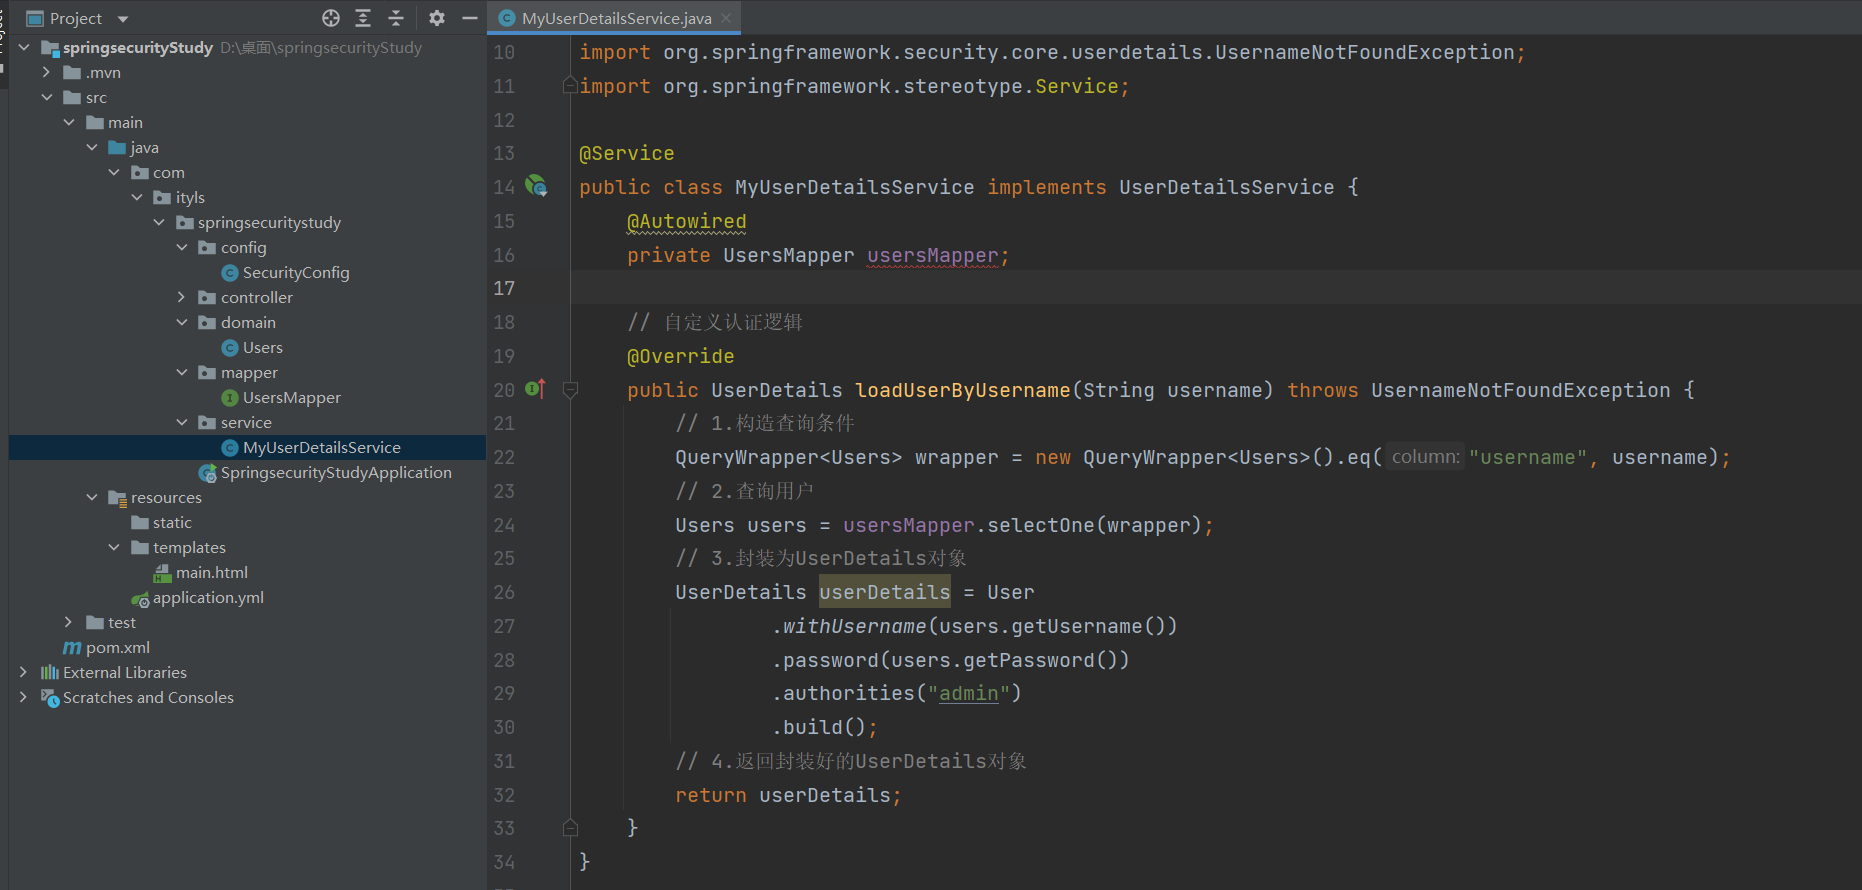 Project
springsecurityStudy D:\桌面\springsecurityStudy
.mvn
src
main
java
com
ityls
springsecuritystudy
config
SecurityConfig
controller
domain
Users
mapper
UsersMapper
service
MyUserDetailsService
SpringsecurityStudyApplication
resources
static
templates
main.html
application.yml
test
pom.xml
External Libraries
Scratches and Consoles
MyUserDetailsService.java
10 import org.springframework.security.core.userdetails.UsernameNotFoundException;
11 import org.springframework.stereotype.Service;
12
13 @Service
14 public class MyUserDetailsService implements UserDetailsService {
15 @Autowired
16 private UsersMapper usersMapper;
17
18 // 自定义认证逻辑
19 @Override
20 public UserDetails loadUserByUsername(String username) throws UsernameNotFoundException {
21 // 1.构造查询条件
22 QueryWrapper<Users> wrapper = new QueryWrapper<Users>().eq( column: "username", username);
23 // 2.查询用户
24 Users users = usersMapper.selectOne(wrapper);
25 // 3.封装为UserDetails对象
26 UserDetails userDetails = User
27 .withUsername(users.getUsername())
28 .password(users.getPassword())
29 .authorities("admin")
30 .build();
31 // 4.返回封装好的UserDetails对象
32 return userDetails;
33 }
34 }